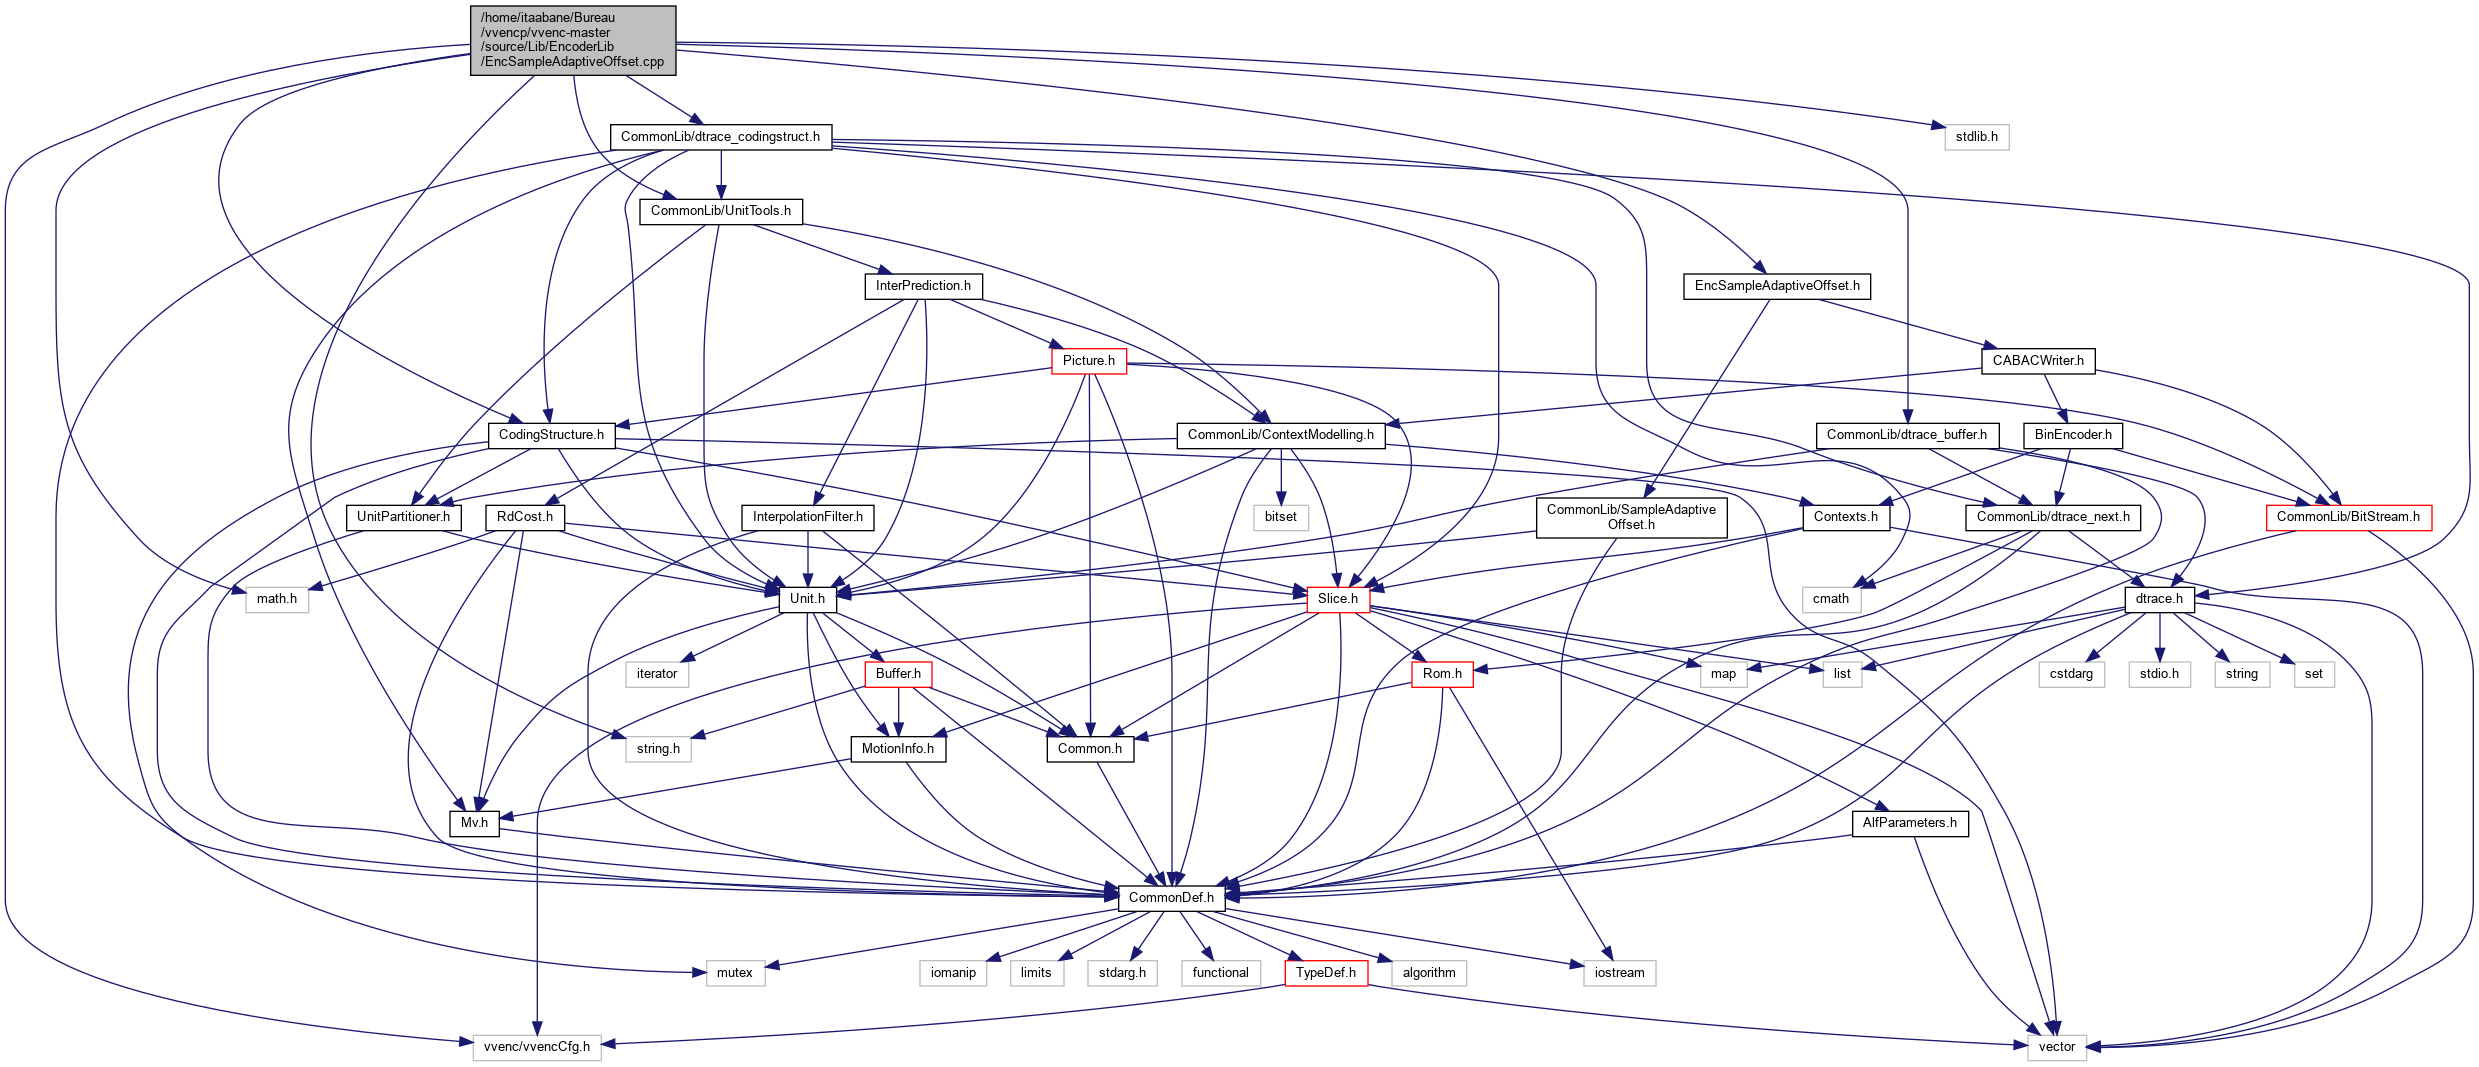 /home/itaabane/Bureau
/vvencp/vvenc-master
/source/Lib/EncoderLib
/EncSampleAdaptiveOffset.cpp
CommonLib/dtrace_codingstruct.h
stdlib.h
CommonLib/UnitTools.h
InterPrediction.h
EncSampleAdaptiveOffset.h
Picture.h
CABACWriter.h
CodingStructure.h
CommonLib/ContextModelling.h
CommonLib/dtrace_buffer.h
BinEncoder.h
UnitPartitioner.h
RdCost.h
InterpolationFilter.h
bitset
CommonLib/SampleAdaptive
Offset.h
Contexts.h
CommonLib/dtrace_next.h
CommonLib/BitStream.h
math.h
Unit.h
Slice.h
cmath
dtrace.h
iterator
Buffer.h
Rom.h
map
list
cstdarg
stdio.h
string
set
string.h
MotionInfo.h
Common.h
Mv.h
AlfParameters.h
CommonDef.h
mutex
iomanip
limits
stdarg.h
functional
TypeDef.h
algorithm
iostream
vvenc/vvencCfg.h
vector